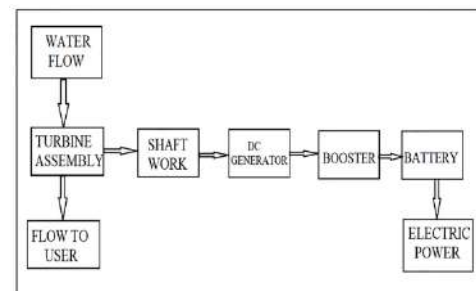 WATER
FLOW
TURBINE
ASSEMBLY
SHAFT
WORK
DC
GENERATOR
BOOSTER
BATTERY
FLOW TO
USER
ELECTRIC
POWER